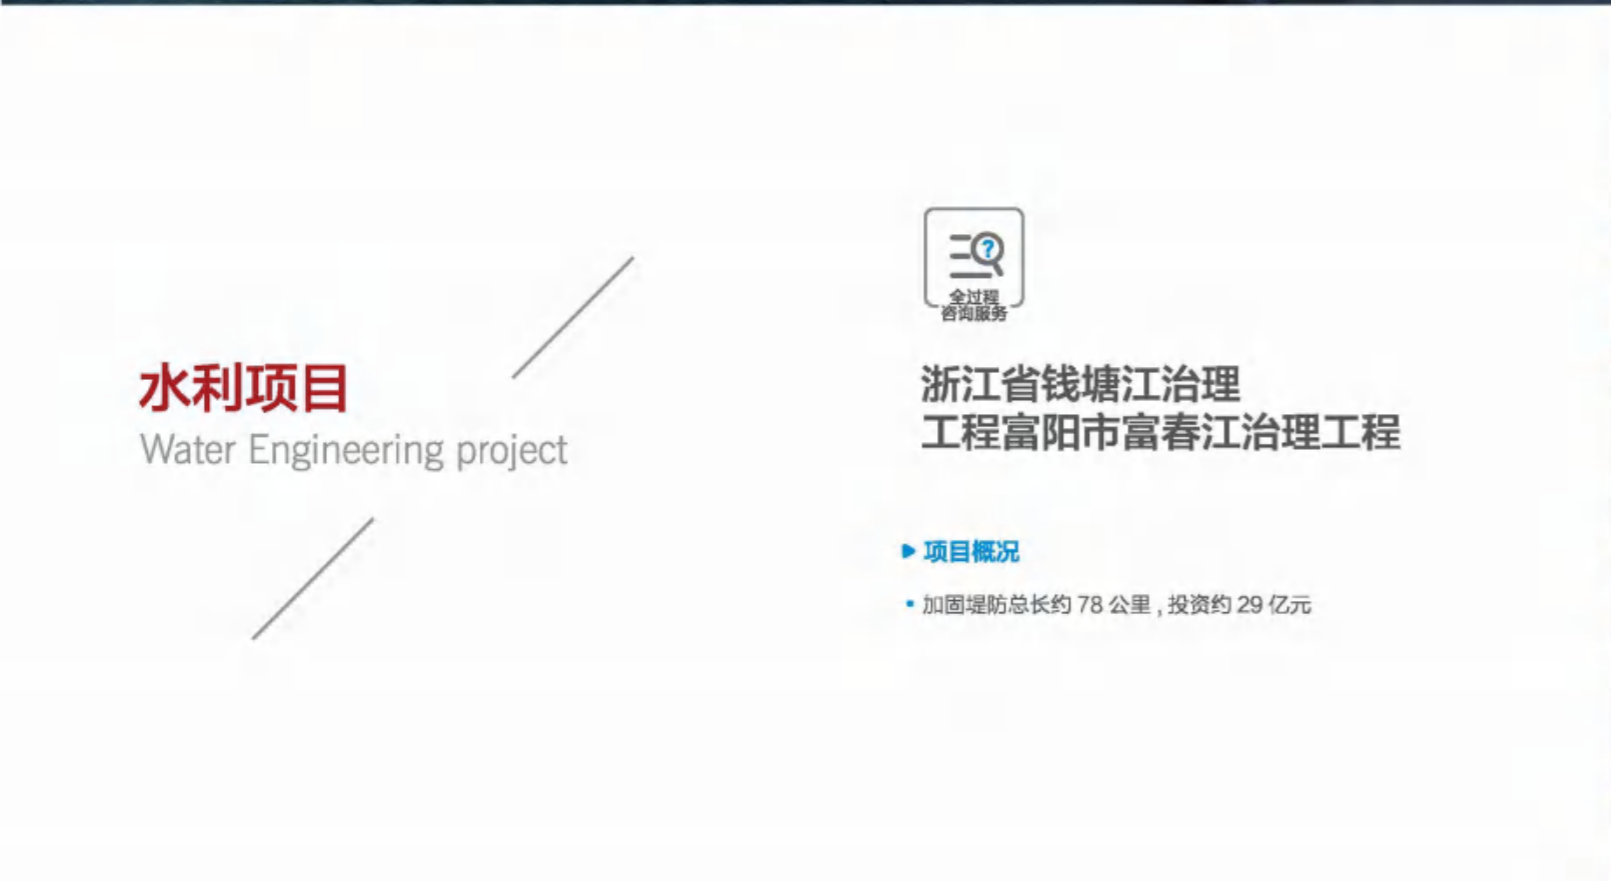 水利项目
Water Engineering project
?
全过程
咨询服务
浙江省钱塘江治理
工程富阳市富春江治理工程
项目概况
• 加固堤防总长约 78 公里 , 投资约 29 亿元